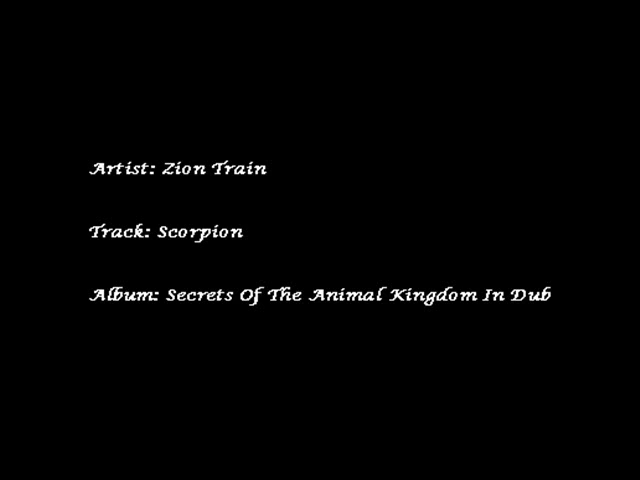 Artist: Zion Train
Track: Scorpion
Album: Secrets Of The Animal Kingdom In Dub